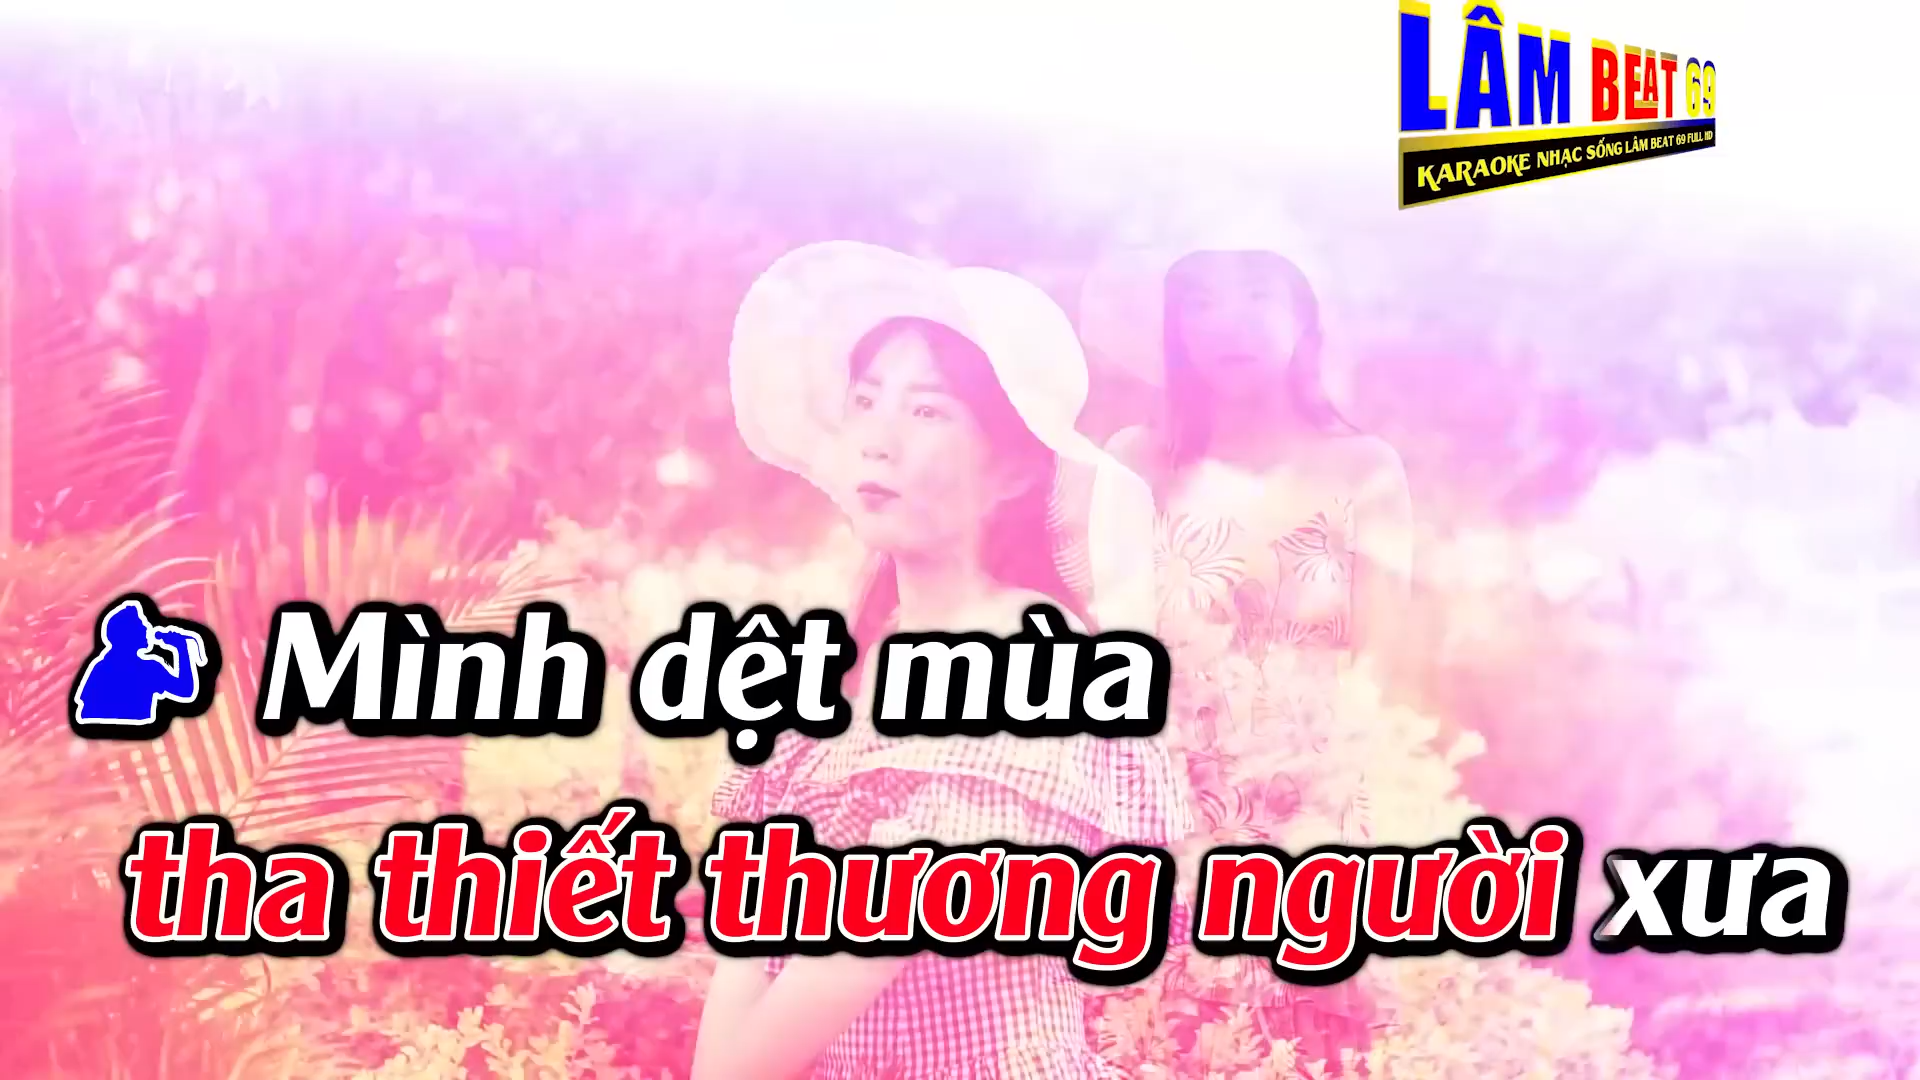 LÂM BEAT 69
KARAOKE NHẠC SỐNG LÂM BEAT 69 FULL HD
Mình dệt mùa
tha thiết thương người xưa